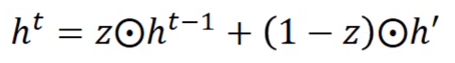 hᵗ = z⊙hᵗ⁻¹ + (1 − z)⊙h′